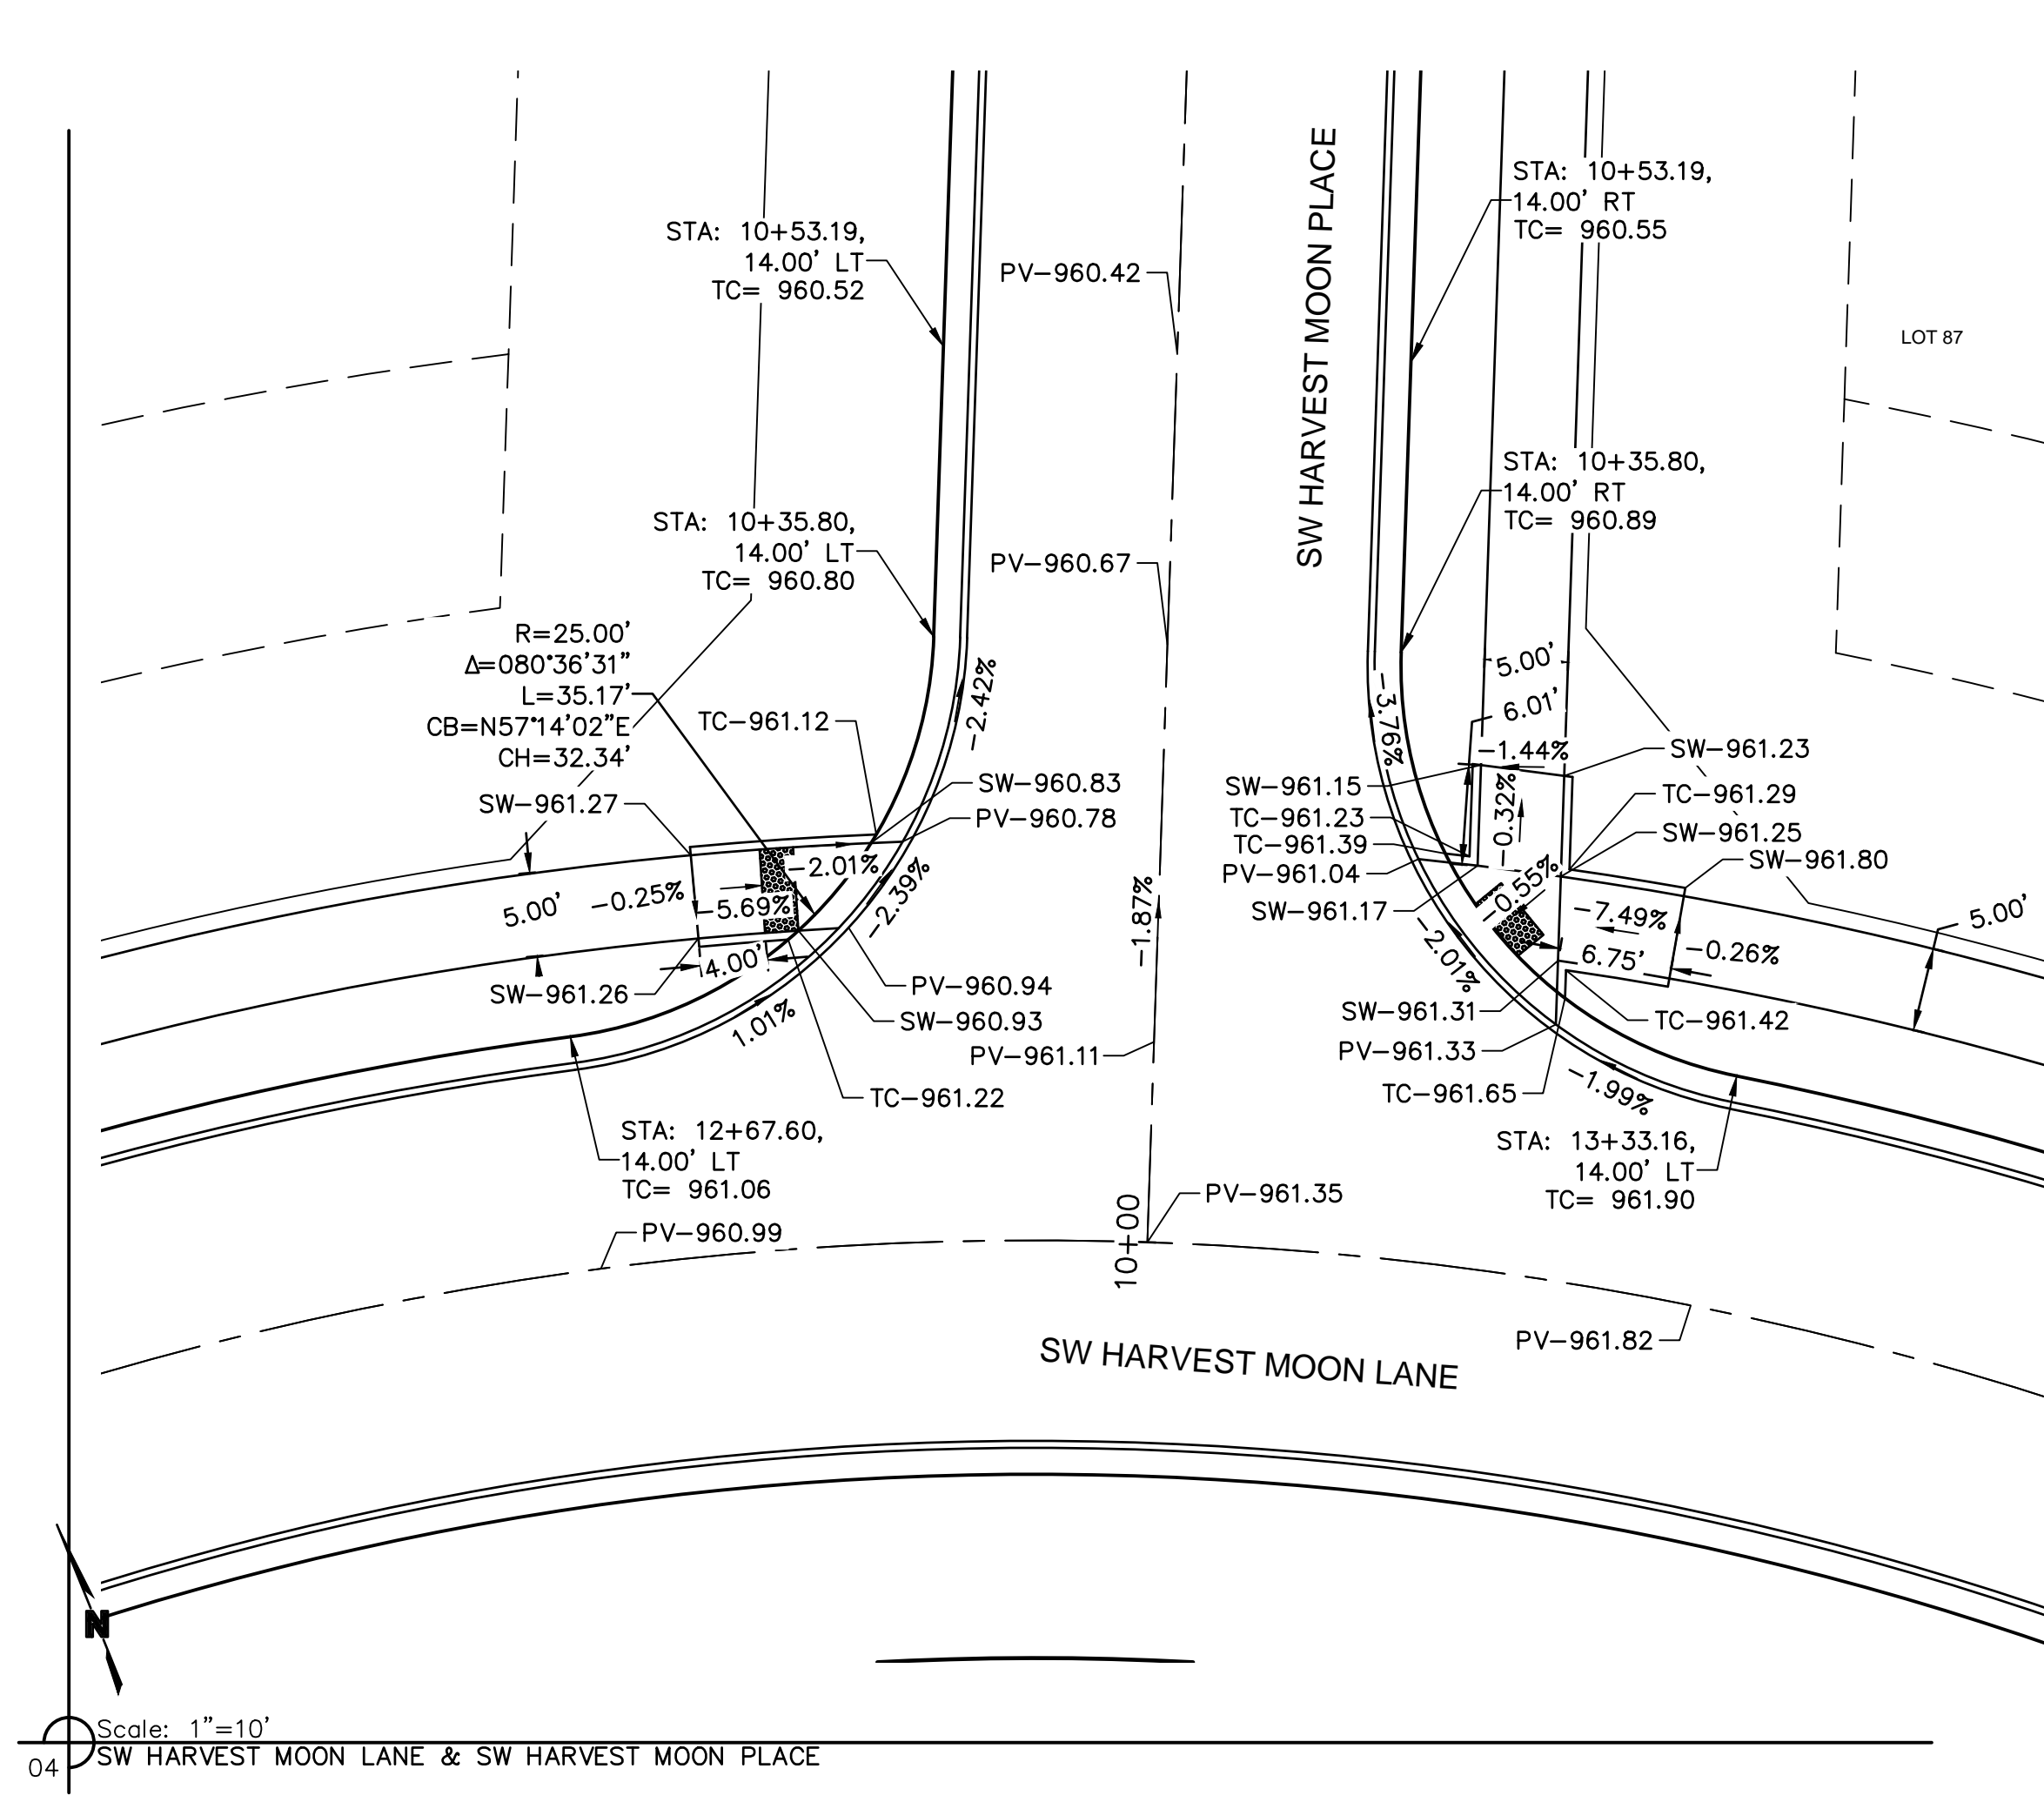 STA: 10+53.19,
14.00' LT
TC= 960.52
PV-960.42
SW HARVEST MOON PLACE
STA: 10+53.19,
14.00' RT
TC= 960.55
LOT 87
STA: 10+35.80,
14.00' LT
TC= 960.80
PV-960.67
STA: 10+35.80,
14.00' RT
TC= 960.89
R=25.00'
Δ=080°36'31"
L=35.17'
CB=N57°14'02"E
CH=32.34'
TC-961.12
-2.42%
SW-960.83
PV-960.78
SW-961.27
-2.01%
-2.39%
5.00'
-0.25%
-5.69%
4.00'
SW-961.26
1.01%
PV-960.94
SW-960.93
PV-961.11
TC-961.22
-1.87%
-3.76%
5.00'
6.01'
-1.44%
-0.32%
SW-961.23
SW-961.15
TC-961.23
TC-961.39
PV-961.04
SW-961.17
TC-961.29
SW-961.25
SW-961.80
-0.55%
-7.49%
6.75'
-0.26%
5.00'
-2.01%
SW-961.31
PV-961.33
TC-961.65
TC-961.42
-1.99%
STA: 12+67.60,
14.00' LT
TC= 961.06
STA: 13+33.16,
14.00' LT
TC= 961.90
PV-960.99
10+00
PV-961.35
PV-961.82
SW HARVEST MOON LANE
N
Scale: 1"=10'
04
SW HARVEST MOON LANE & SW HARVEST MOON PLACE